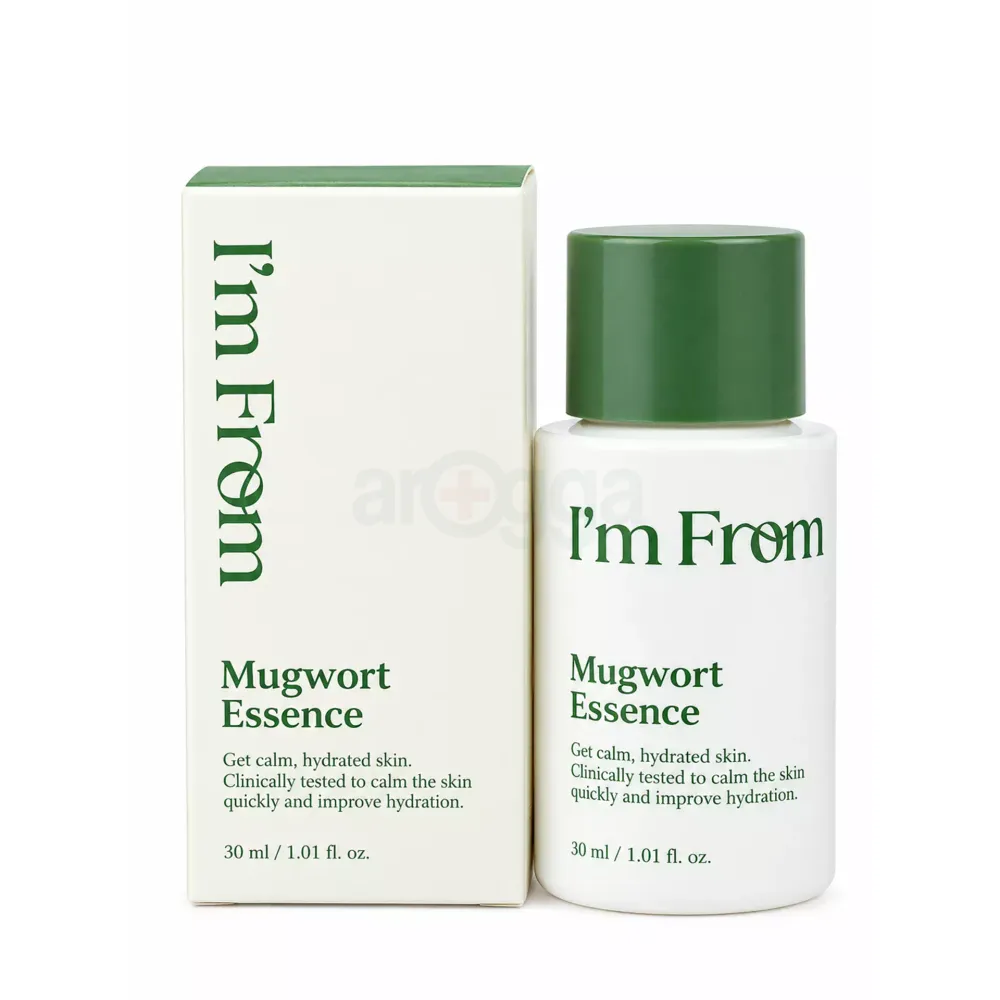 I'm From
Mugwort
Essence
Get calm, hydrated skin.
Clinically tested to calm the skin
quickly and improve hydration.
30 ml / 1.01 fl. oz.
arogga
I'm From
Mugwort
Essence
Get calm, hydrated skin.
Clinically tested to calm the skin
quickly and improve hydration.
30 ml / 1.01 fl. oz.